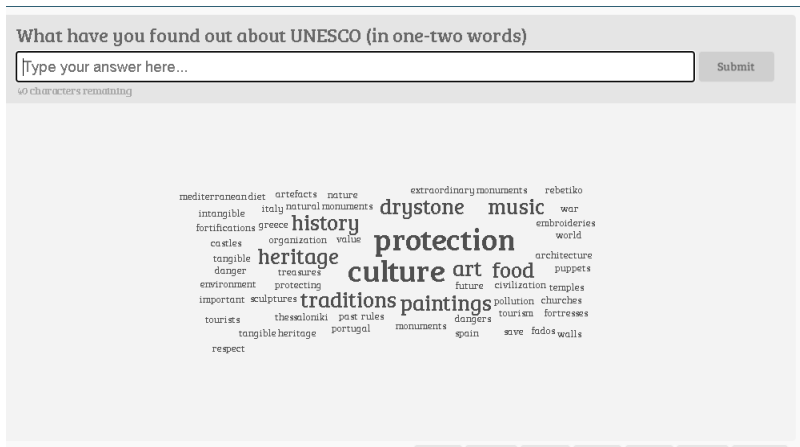 What have you found out about UNESCO (in one-two words)
Type your answer here...
Submit
40 characters remaining
mediterranean diet artefacts nature extraordinary monuments rebetiko
intangible italy natural monuments drystone music war
fortifications greece history embroideries
castles organization value protection world
tangible heritage architecture
danger treasures culture art food puppets
environment protecting future civilization temples
important sculptures traditions paintings pollution churches
tourists thessaloniki past rules dangers tourism fortresses
tangible heritage portugal monuments spain save fados walls
respect